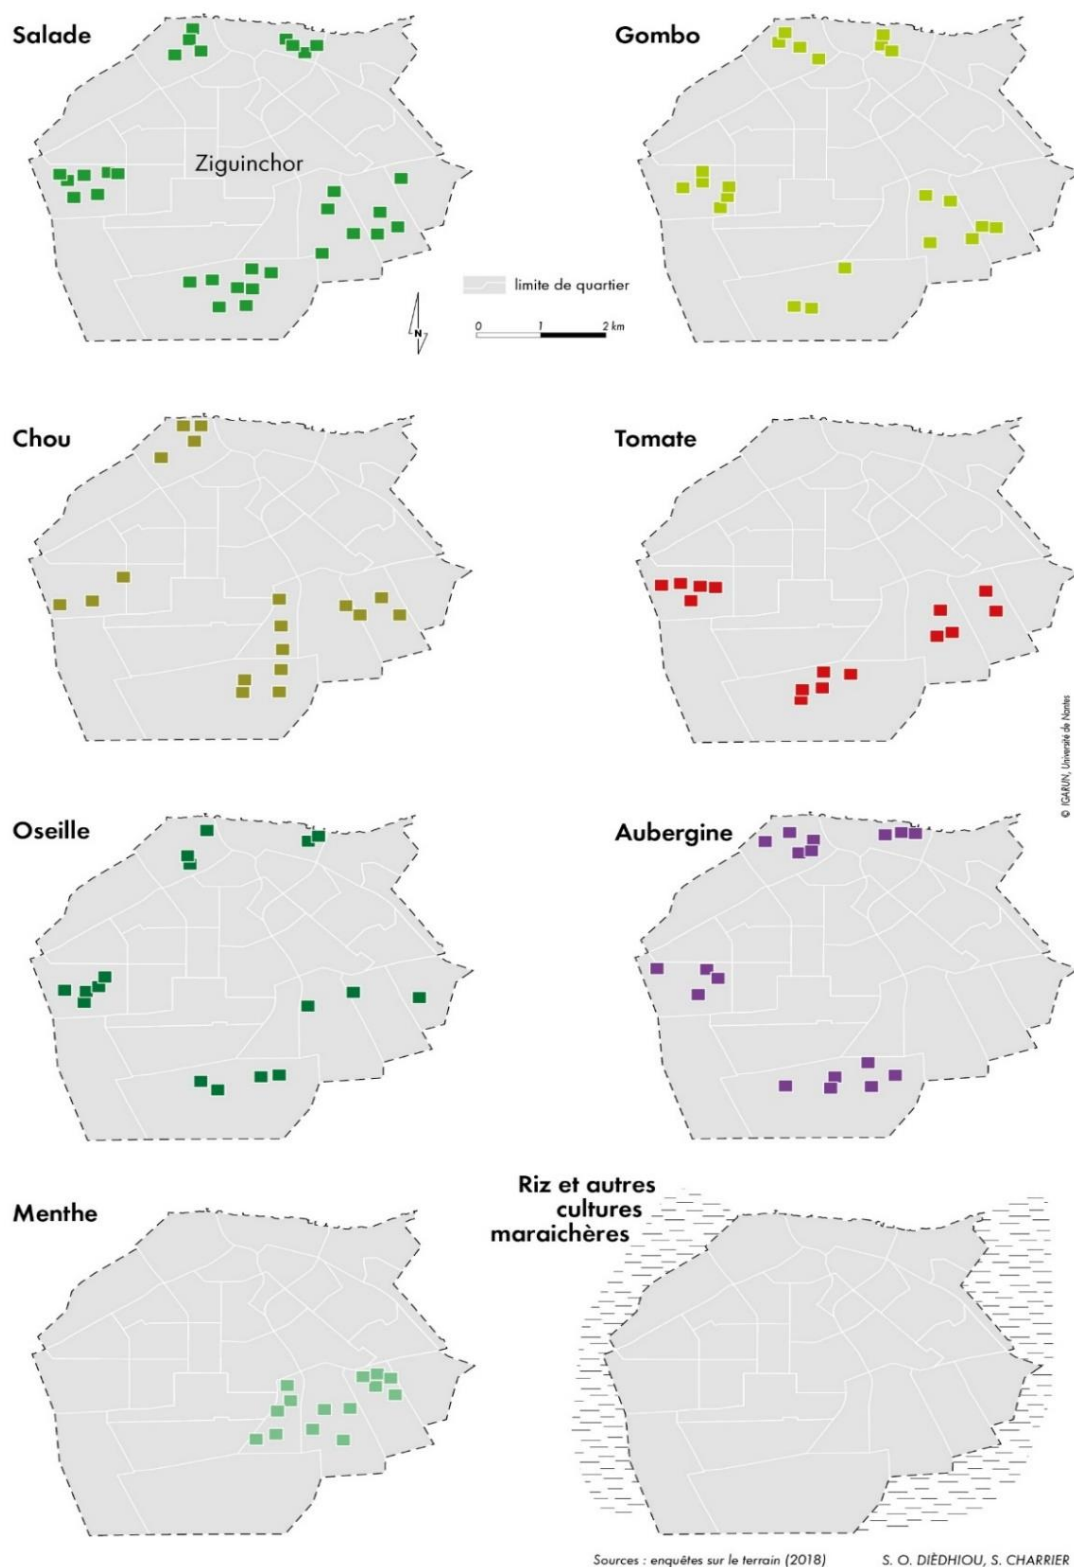 Salade
Gombo
Ziguinchor
limite de quartier
N
0 1 2 km
Chou
Tomate
© IGARUN, Université de Nantes
Oseille
Aubergine
Menthe
Riz et autres
cultures
maraichères
Sources : enquêtes sur le terrain (2018) S. O. DIÈDHIOU, S. CHARRIER